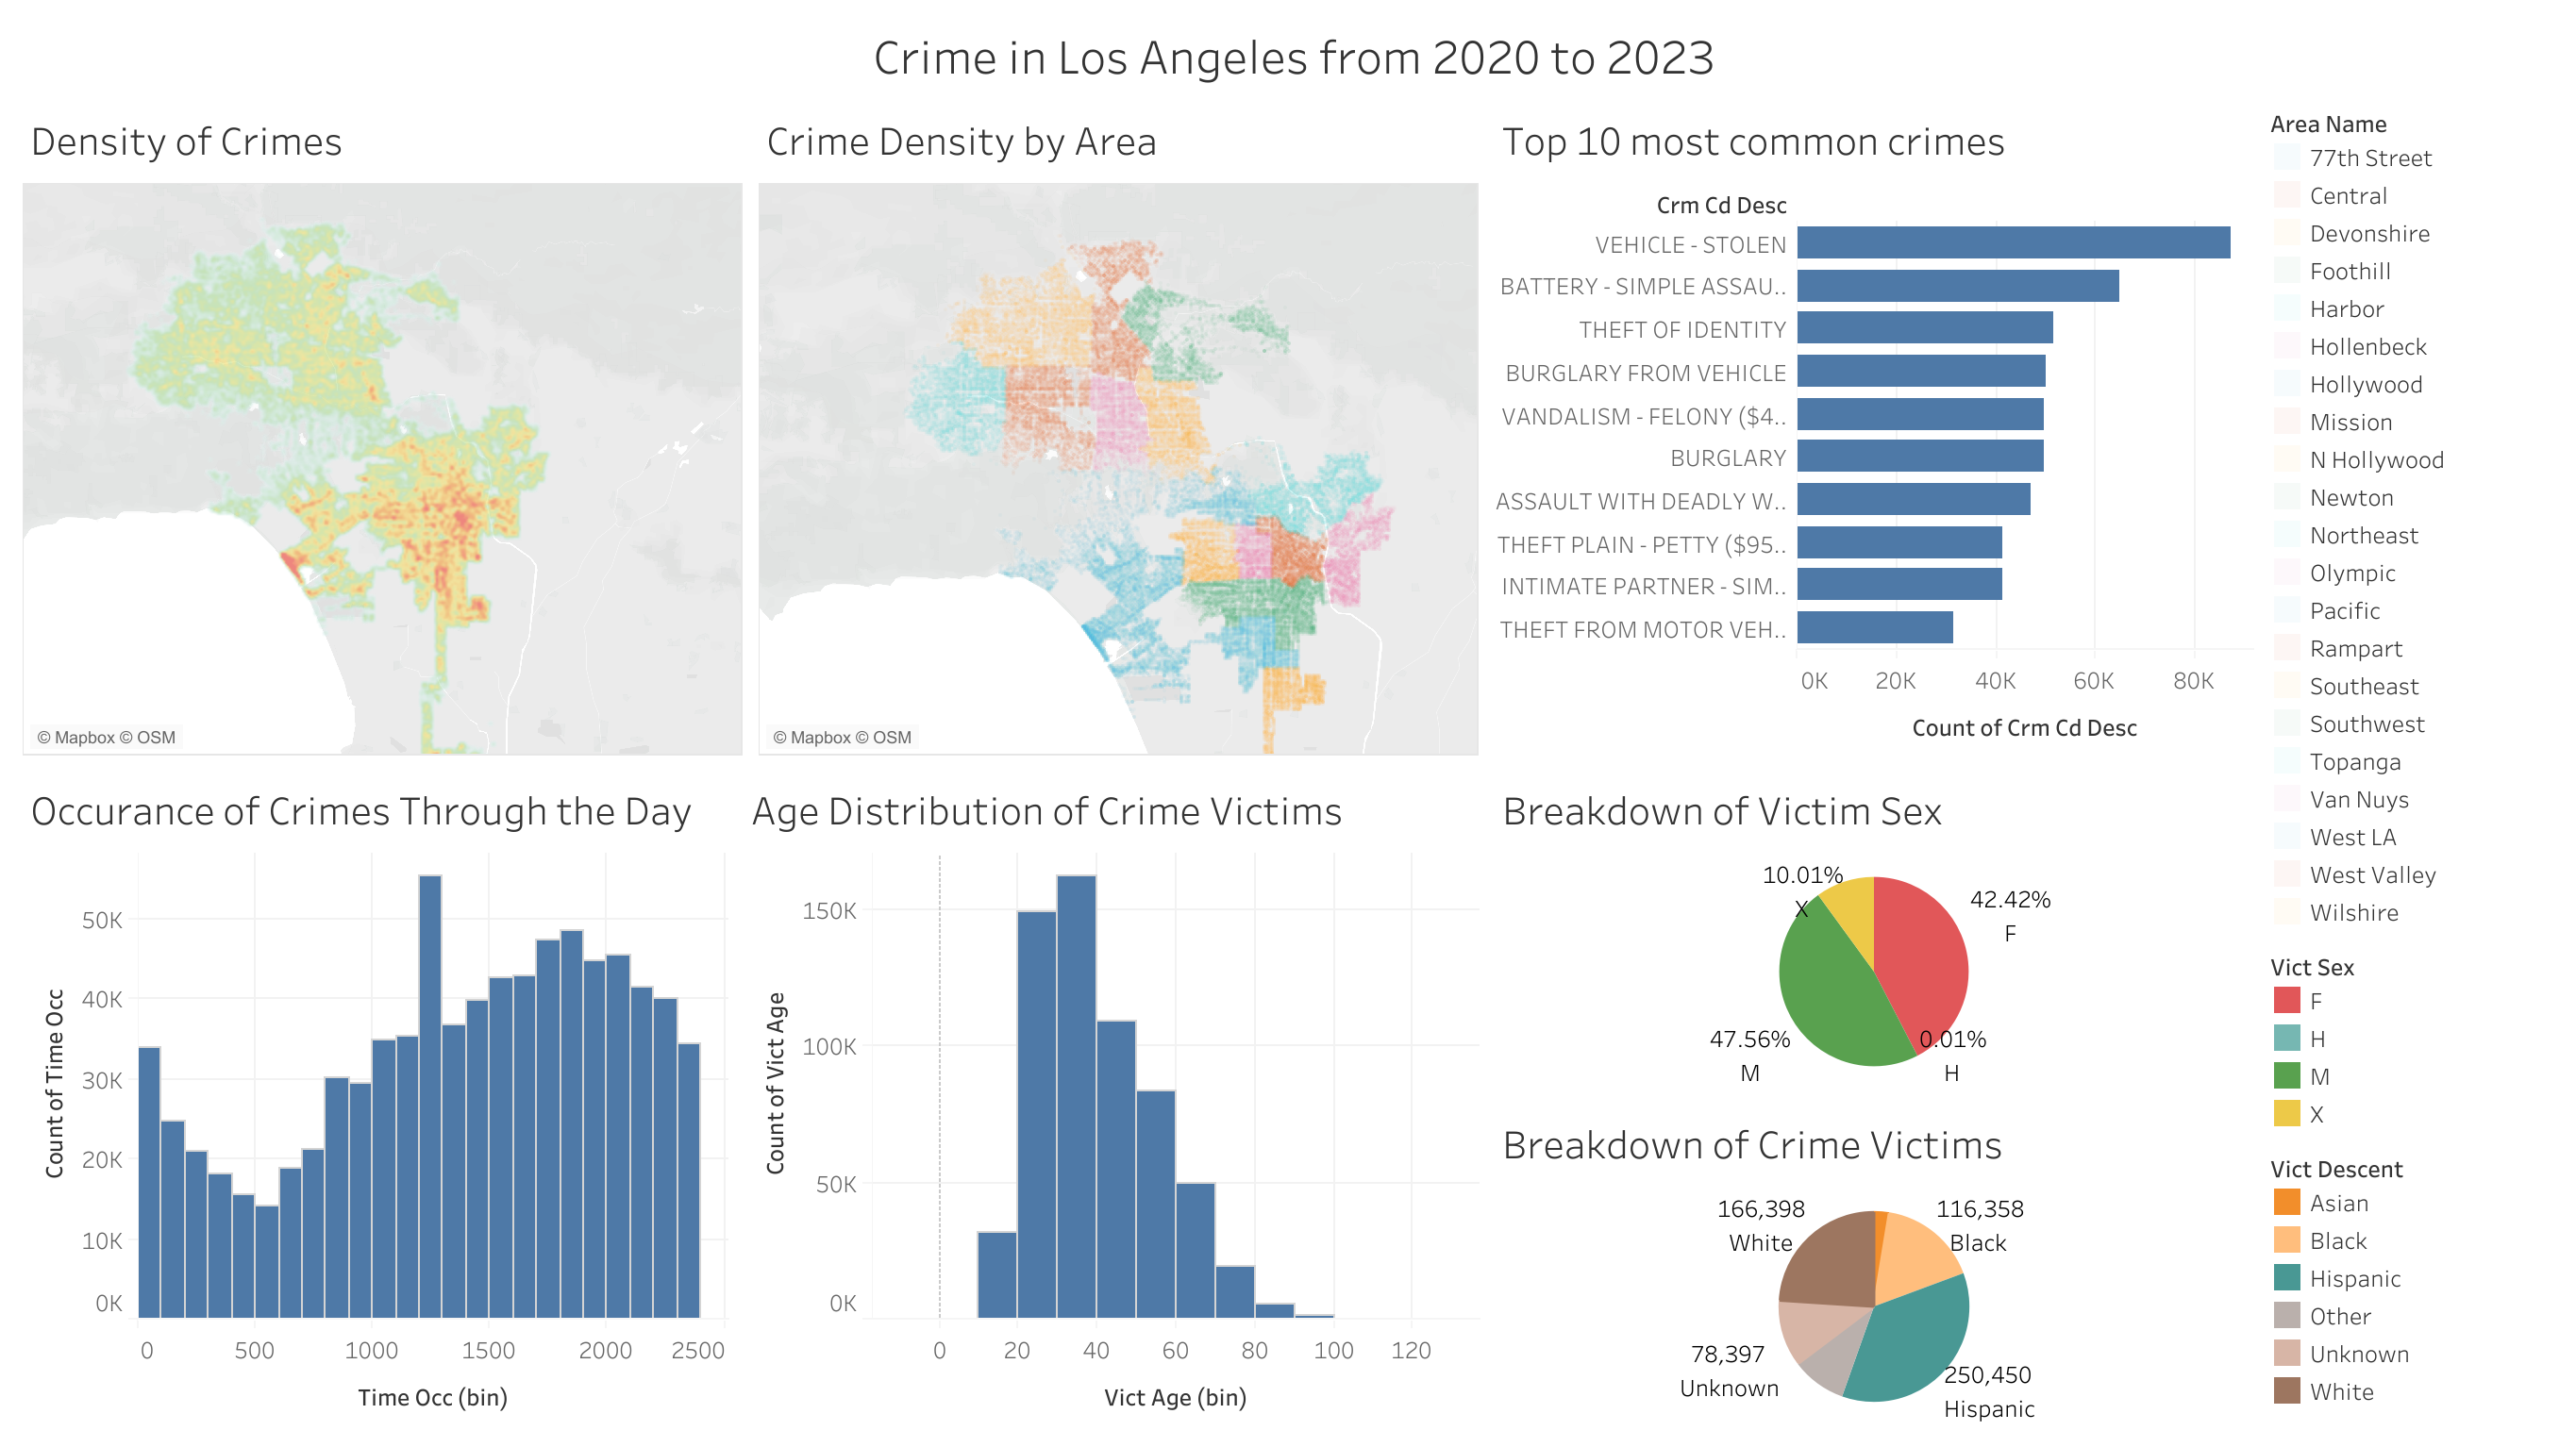 Crime in Los Angeles from 2020 to 2023
Density of Crimes
© Mapbox © OSM
Crime Density by Area
© Mapbox © OSM
Top 10 most common crimes
Crm Cd Desc
VEHICLE - STOLEN
BATTERY - SIMPLE ASSAU..
THEFT OF IDENTITY
BURGLARY FROM VEHICLE
VANDALISM - FELONY ($4..
BURGLARY
ASSAULT WITH DEADLY W..
THEFT PLAIN - PETTY ($95..
INTIMATE PARTNER - SIM..
THEFT FROM MOTOR VEH..
0K 20K 40K 60K 80K
Count of Crm Cd Desc
Occurance of Crimes Through the Day
Count of Time Occ
50K
40K
30K
20K
10K
0K
0 500 1000 1500 2000 2500
Time Occ (bin)
Age Distribution of Crime Victims
Count of Vict Age
150K
100K
50K
0K
0 20 40 60 80 100 120
Vict Age (bin)
Breakdown of Victim Sex
10.01%
X
42.42%
F
47.56%
M
0.01%
H
Breakdown of Crime Victims
166,398
White
116,358
Black
78,397
Unknown
250,450
Hispanic
Area Name
77th Street
Central
Devonshire
Foothill
Harbor
Hollenbeck
Hollywood
Mission
N Hollywood
Newton
Northeast
Olympic
Pacific
Rampart
Southeast
Southwest
Topanga
Van Nuys
West LA
West Valley
Wilshire
Vict Sex
F
H
M
X
Vict Descent
Asian
Black
Hispanic
Other
Unknown
White